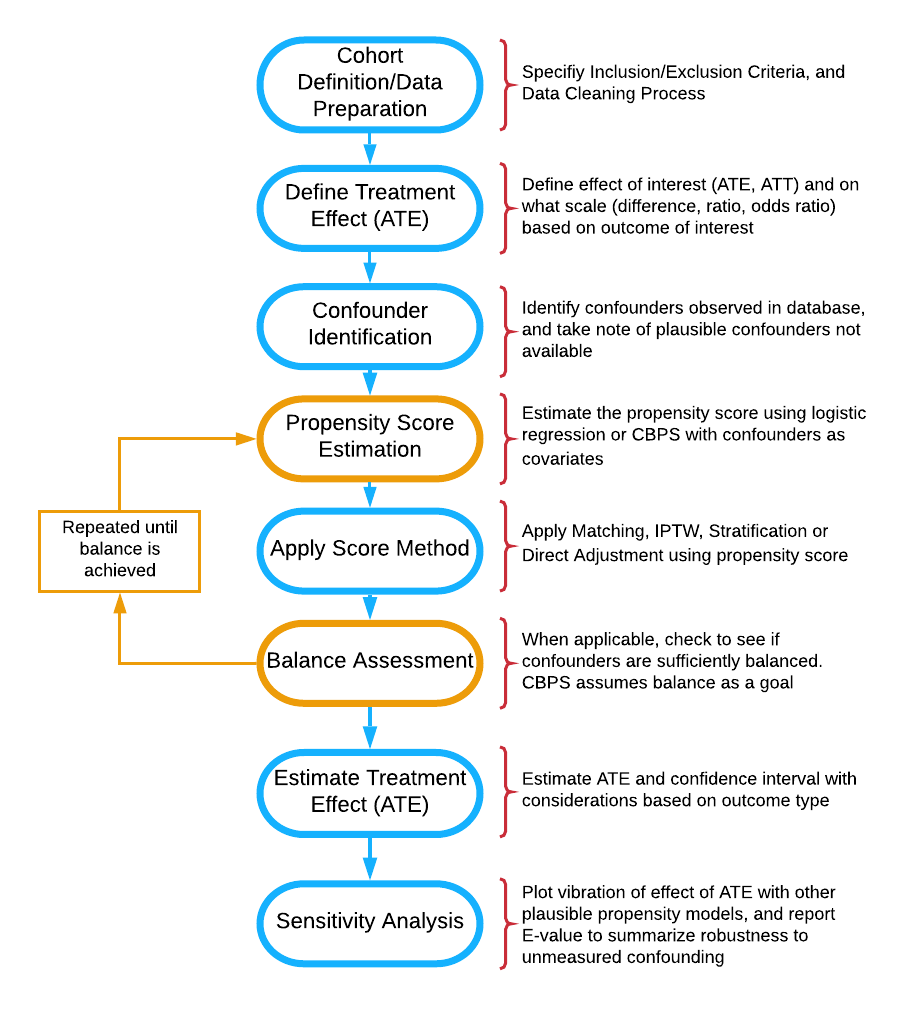 Cohort
Definition/Data
Preparation
Specifiy Inclusion/Exclusion Criteria, and
Data Cleaning Process
Define Treatment
Effect (ATE)
Define effect of interest (ATE, ATT) and on
what scale (difference, ratio, odds ratio)
based on outcome of interest
Confounder
Identification
Identify confounders observed in database,
and take note of plausible confounders not
available
Propensity Score
Estimation
Estimate the propensity score using logistic
regression or CBPS with confounders as
covariates
Repeated until
balance is
achieved
Apply Score Method
Apply Matching, IPTW, Stratification or
Direct Adjustment using propensity score
Balance Assessment
When applicable, check to see if
confounders are sufficiently balanced.
CBPS assumes balance as a goal
Estimate Treatment
Effect (ATE)
Estimate ATE and confidence interval with
considerations based on outcome type
Sensitivity Analysis
Plot vibration of effect of ATE with other
plausible propensity models, and report
E-value to summarize robustness to
unmeasured confounding